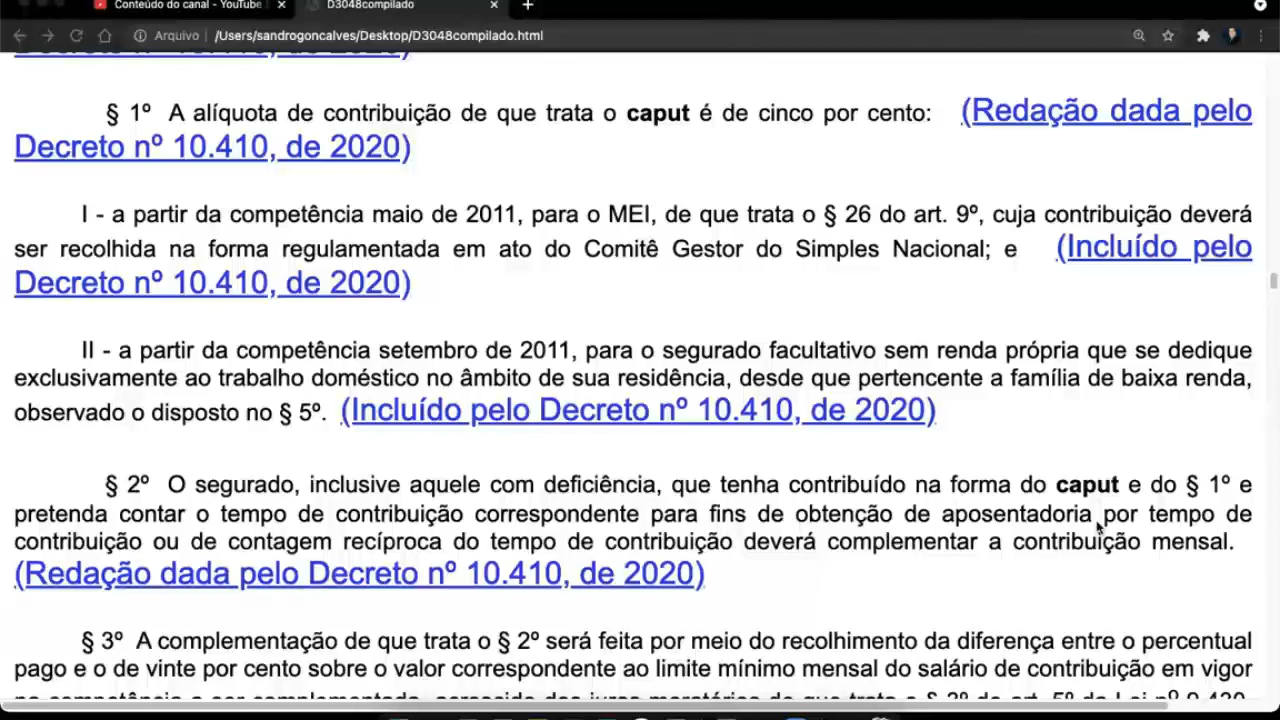 Conteúdo do canal - YouTube
D3048compilado
Arquivo /Users/sandrogoncalves/Desktop/D3048compilado.html
§ 1º A alíquota de contribuição de que trata o caput é de cinco por cento: (Redação dada pelo
Decreto nº 10.410, de 2020)
I - a partir da competência maio de 2011, para o MEI, de que trata o § 26 do art. 9º, cuja contribuição deverá
ser recolhida na forma regulamentada em ato do Comitê Gestor do Simples Nacional; e (Incluído pelo
Decreto nº 10.410, de 2020)
II - a partir da competência setembro de 2011, para o segurado facultativo sem renda própria que se dedique
exclusivamente ao trabalho doméstico no âmbito de sua residência, desde que pertencente a família de baixa renda,
observado o disposto no § 5º. (Incluído pelo Decreto nº 10.410, de 2020)
§ 2º O segurado, inclusive aquele com deficiência, que tenha contribuído na forma do caput e do § 1º e
pretenda contar o tempo de contribuição correspondente para fins de obtenção de aposentadoria por tempo de
contribuição ou de contagem recíproca do tempo de contribuição deverá complementar a contribuição mensal.
(Redação dada pelo Decreto nº 10.410, de 2020)
§ 3º A complementação de que trata o § 2º será feita por meio do recolhimento da diferença entre o percentual
pago e o de vinte por cento sobre o valor correspondente ao limite mínimo mensal do salário de contribuição em vigor